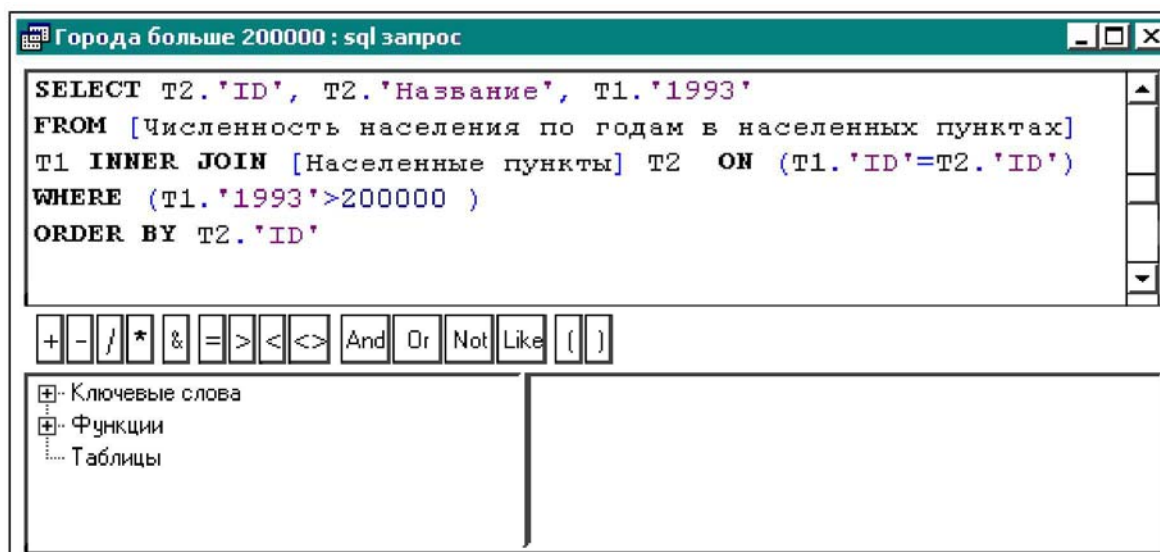 Города больше 200000 : sql запрос
SELECT T2."ID", T2."Название", T1."1993"
FROM [Численность населения по годам в населенных пунктах]
T1 INNER JOIN [Населенные пункты] T2 ON (T1."ID"=T2."ID")
WHERE (T1."1993">200000 )
ORDER BY T2."ID"
+ - / * & = > < <> And Or Not Like ( )
Ключевые слова
Функции
Таблицы